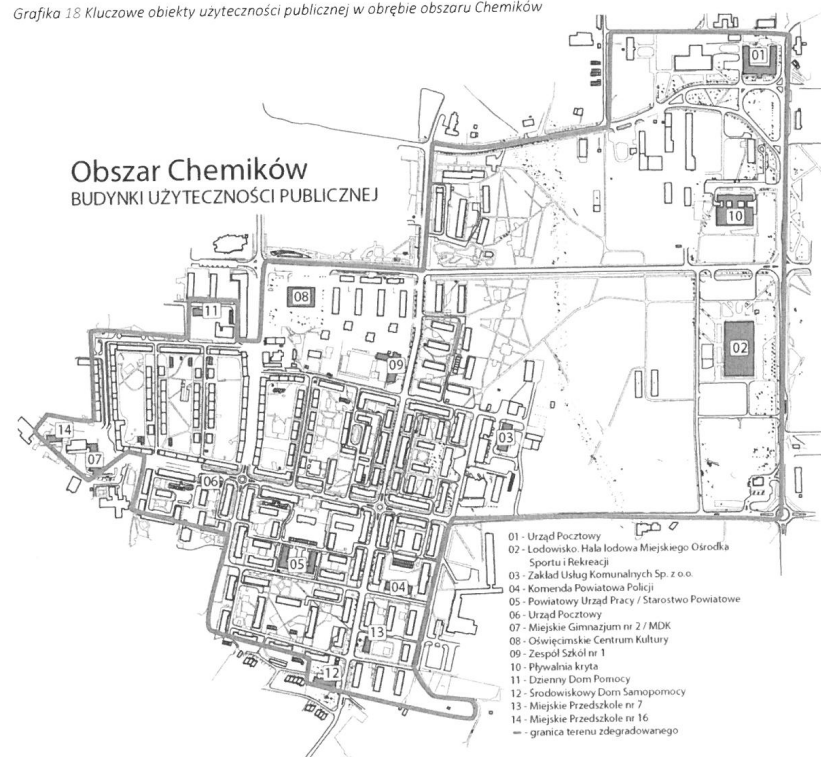 Grafika 18 Kluczowe obiekty użyteczności publicznej w obrębie obszaru Chemików
01
Obszar Chemików
BUDYNKI UŻYTECZNOŚCI PUBLICZNEJ
10
08
11
02
09
14
03
07
06
05
04
13
12
01 - Urząd Pocztowy
02 - Lodowisko. Hala lodowa Miejskiego Ośrodka
Sportu i Rekreacji
03 - Zakład Usług Komunalnych Sp. z o.o.
04 - Komenda Powiatowa Policji
05 - Powiatowy Urząd Pracy / Starostwo Powiatowe
06 - Urząd Pocztowy
07 - Miejskie Gimnazjum nr 2 / MDK
08 - Oświęcimskie Centrum Kultury
09 - Zespół Szkół nr 1
10 - Pływalnia kryta
11 - Dzienny Dom Pomocy
12 - Środowiskowy Dom Samopomocy
13 - Miejskie Przedszkole nr 7
14 - Miejskie Przedszkole nr 16
- granica terenu zdegradowanego